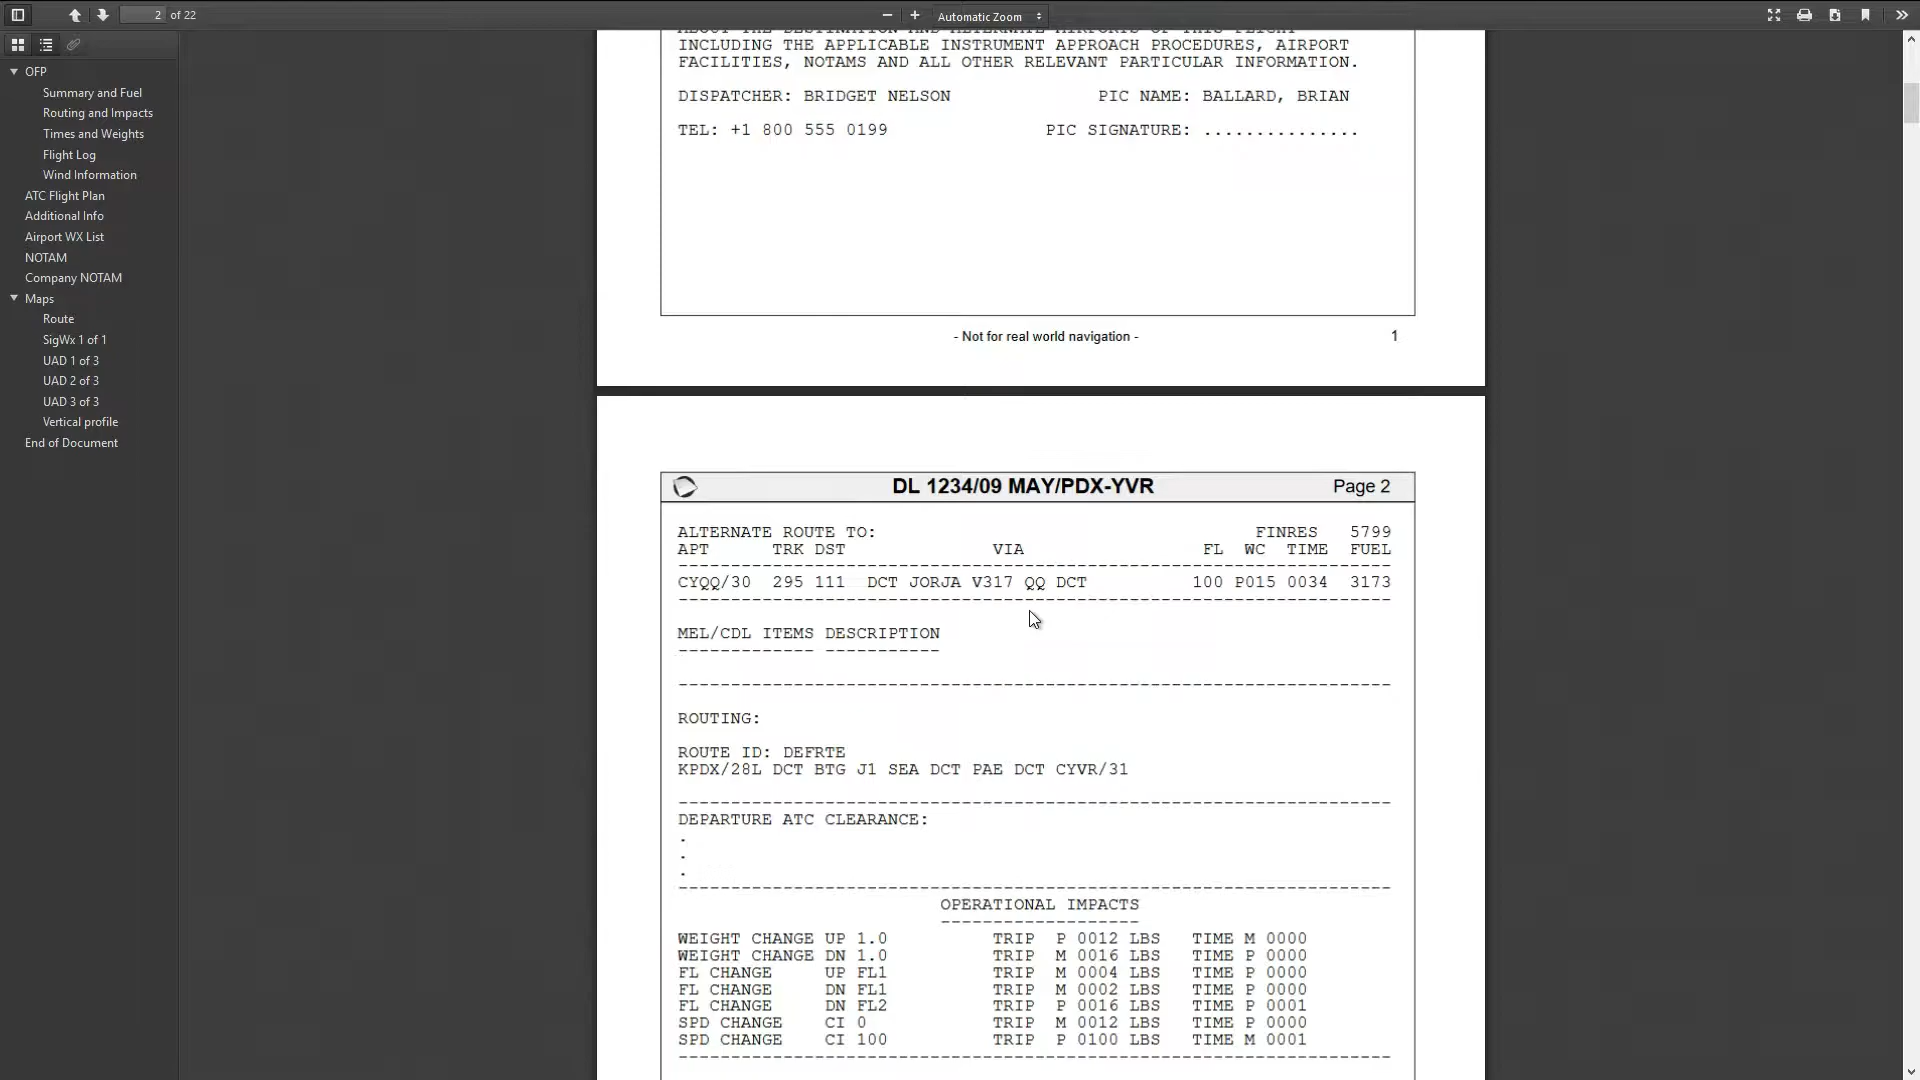 2 of 22
Automatic Zoom
OFP
Summary and Fuel
Routing and Impacts
Times and Weights
Flight Log
Wind Information
ATC Flight Plan
Additional Info
Airport WX List
NOTAM
Company NOTAM
Maps
Route
SigWx 1 of 1
UAD 1 of 3
UAD 2 of 3
UAD 3 of 3
Vertical profile
End of Document
ABOUT THE DESTINATION AND ALTERNATE AIRPORTS OF THIS FLIGHT
INCLUDING THE APPLICABLE INSTRUMENT APPROACH PROCEDURES, AIRPORT
FACILITIES, NOTAMS AND ALL OTHER RELEVANT PARTICULAR INFORMATION.
DISPATCHER: BRIDGET NELSON PIC NAME: BALLARD, BRIAN
TEL: +1 800 555 0199 PIC SIGNATURE: ...............
- Not for real world navigation - 1
DL 1234/09 MAY/PDX-YVR Page 2
ALTERNATE ROUTE TO: FINRES 5799
APT TRK DST VIA FL WC TIME FUEL
--------------------------------------------------------------------
CYQQ/30 295 111 DCT JORJA V317 QQ DCT 100 P015 0034 3173
--------------------------------------------------------------------
MEL/CDL ITEMS DESCRIPTION
------------- -----------
--------------------------------------------------------------------
ROUTING:
ROUTE ID: DEFRTE
KPDX/28L DCT BTG J1 SEA DCT PAE DCT CYVR/31
--------------------------------------------------------------------
DEPARTURE ATC CLEARANCE:
.
.
.
--------------------------------------------------------------------
OPERATIONAL IMPACTS
-------------------
WEIGHT CHANGE UP 1.0 TRIP P 0012 LBS TIME M 0000
WEIGHT CHANGE DN 1.0 TRIP M 0016 LBS TIME P 0000
FL CHANGE UP FL1 TRIP M 0004 LBS TIME P 0000
FL CHANGE DN FL1 TRIP M 0002 LBS TIME P 0000
FL CHANGE DN FL2 TRIP P 0016 LBS TIME P 0001
SPD CHANGE CI 0 TRIP M 0012 LBS TIME P 0000
SPD CHANGE CI 100 TRIP P 0100 LBS TIME M 0001
--------------------------------------------------------------------